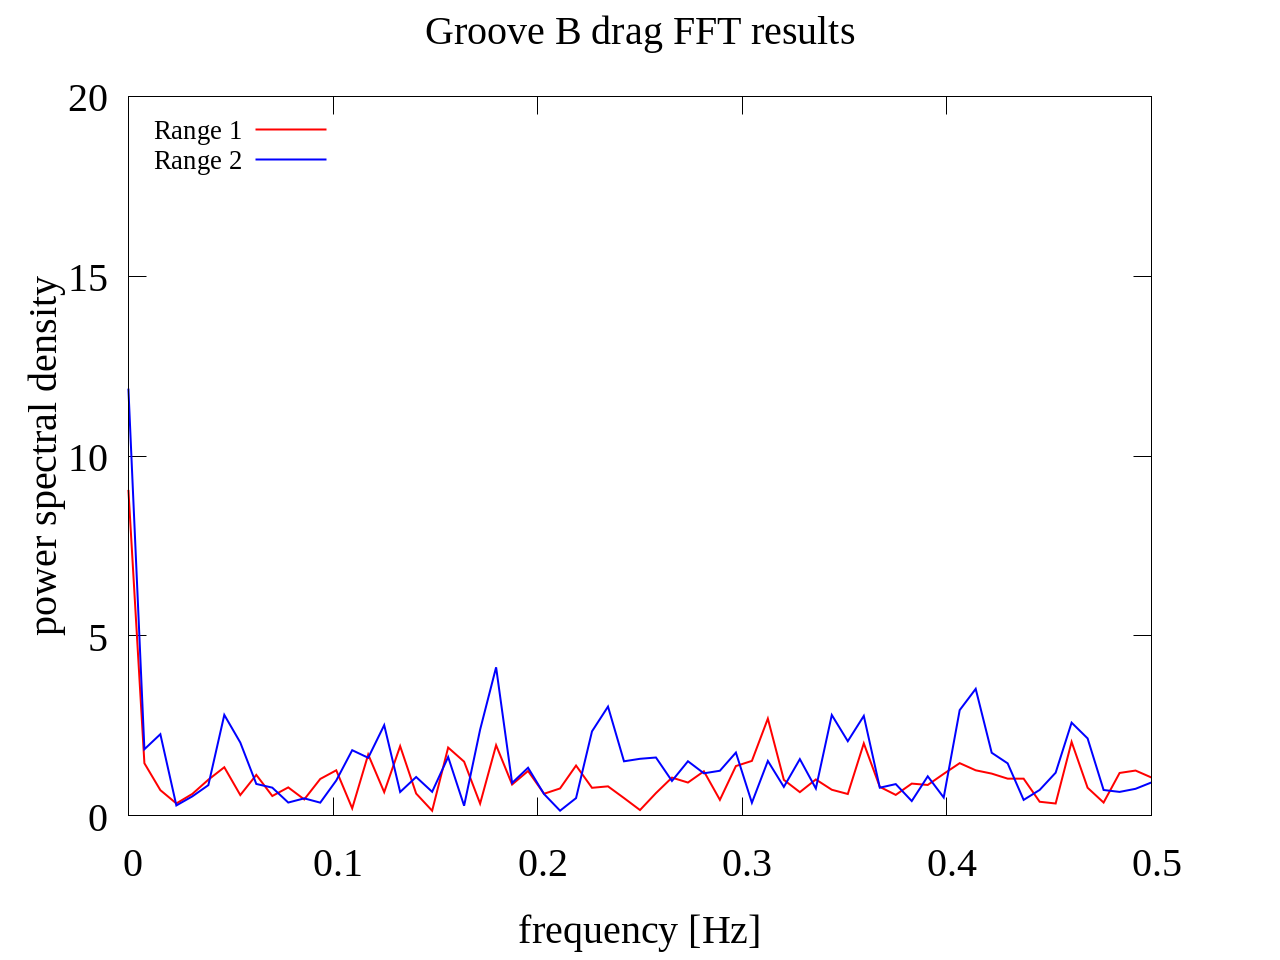 Groove B drag FFT results
20
Range 1
Range 2
15
power spectral density
10
5
0
0 0.1 0.2 0.3 0.4 0.5
frequency [Hz]